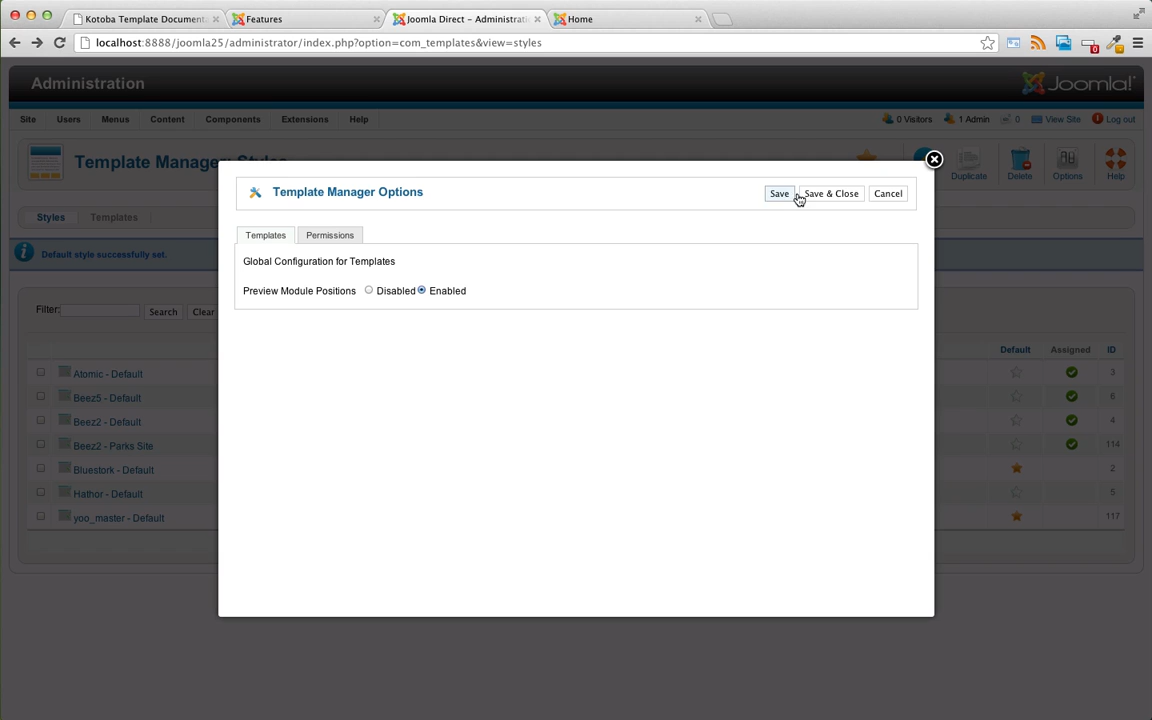 Kotoba Template Document
Features
Joomla Direct - Administrati
Home
localhost:8888/joomla25/administrator/index.php?option=com_templates&view=styles
0
Administration
Joomla!
Site Users Menus Content Components Extensions Help
0 Visitors 1 Admin 0 View Site Log out
Template Manager: Styles
Duplicate Delete Options Help
Template Manager Options
Save Save & Close Cancel
Styles Templates
Templates Permissions
Default style successfully set.
Global Configuration for Templates
Preview Module Positions Disabled Enabled
Filter: Search Clear
Default Assigned ID
Atomic - Default 3
Beez5 - Default 6
Beez2 - Default 4
Beez2 - Parks Site 114
Bluestork - Default 2
Hathor - Default 5
yoo_master - Default 117